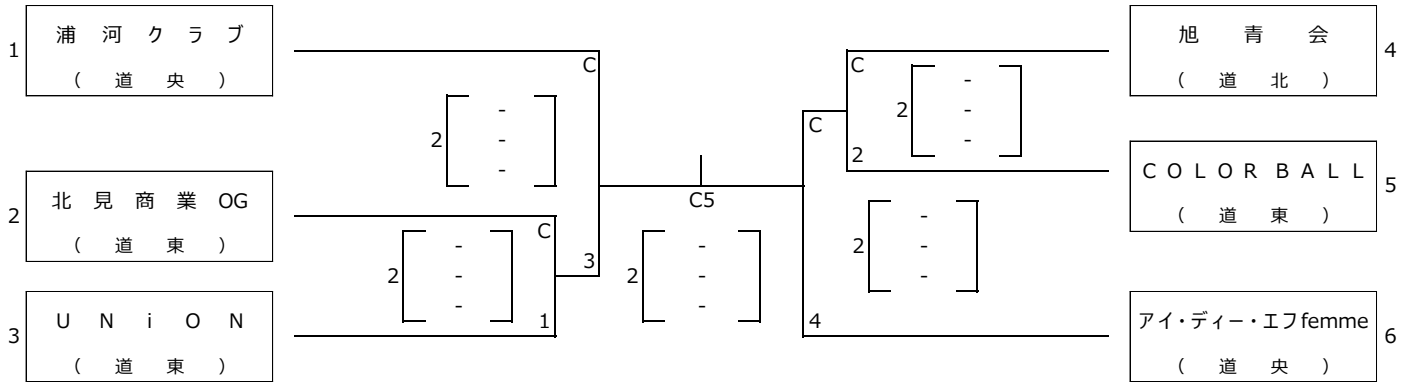 1
浦 河 ク ラ ブ
( 道 央 )
2
北 見 商 業 OG
( 道 東 )
3
U N i O N
( 道 東 )
C
2
-
-
-
C
3
1
2
-
-
-
C5
2
-
-
-
C
C
2
4
2
-
-
-
2
-
-
-
旭 青 会
( 道 北 )
4
C O L O R B A L L
( 道 東 )
5
アイ・ディー・エフfemme
( 道 央 )
6